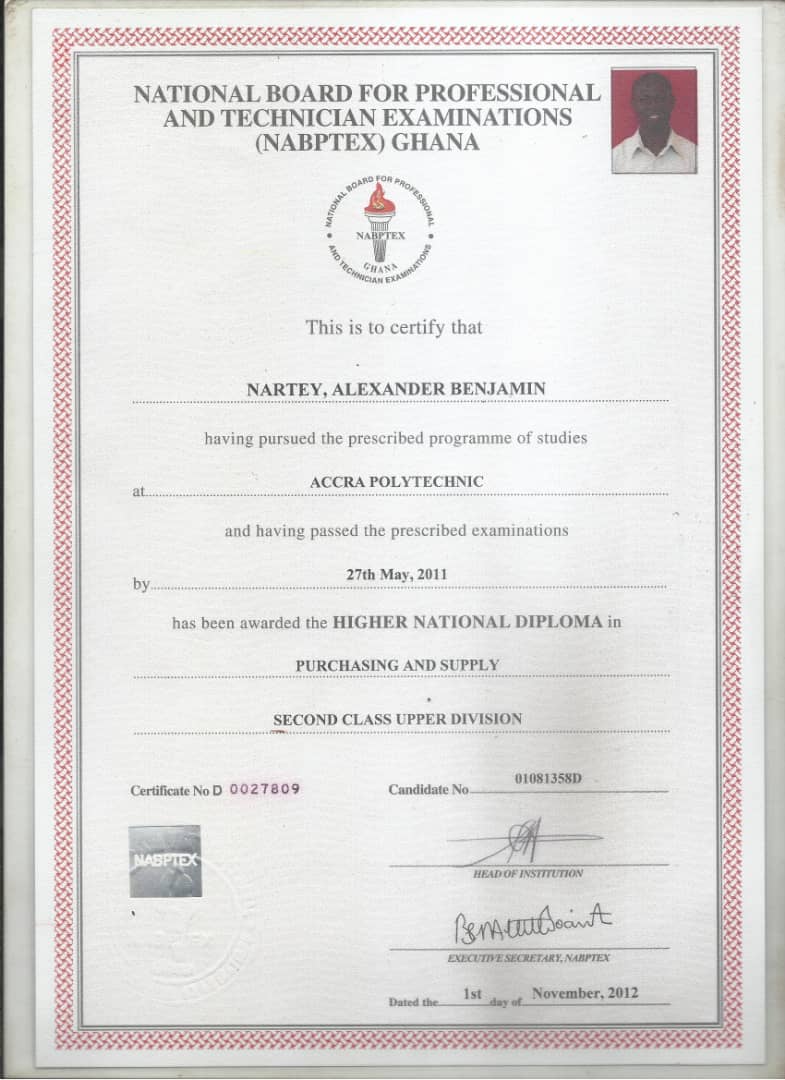 NATIONAL BOARD FOR PROFESSIONAL
AND TECHNICIAN EXAMINATIONS
(NABPTEX) GHANA
NATIONAL BOARD FOR PROFESSIONAL
NABPTEX
GHANA
AND TECHNICIAN EXAMINATIONS
This is to certify that
NARTEY, ALEXANDER BENJAMIN
having pursued the prescribed programme of studies
at ACCRA POLYTECHNIC
and having passed the prescribed examinations
by 27th May, 2011
has been awarded the HIGHER NATIONAL DIPLOMA in
PURCHASING AND SUPPLY
SECOND CLASS UPPER DIVISION
Certificate No D 0027809
Candidate No 01081358D
NABPTEX
HEAD OF INSTITUTION
EXECUTIVE SECRETARY, NABPTEX
Dated the 1st day of November, 2012